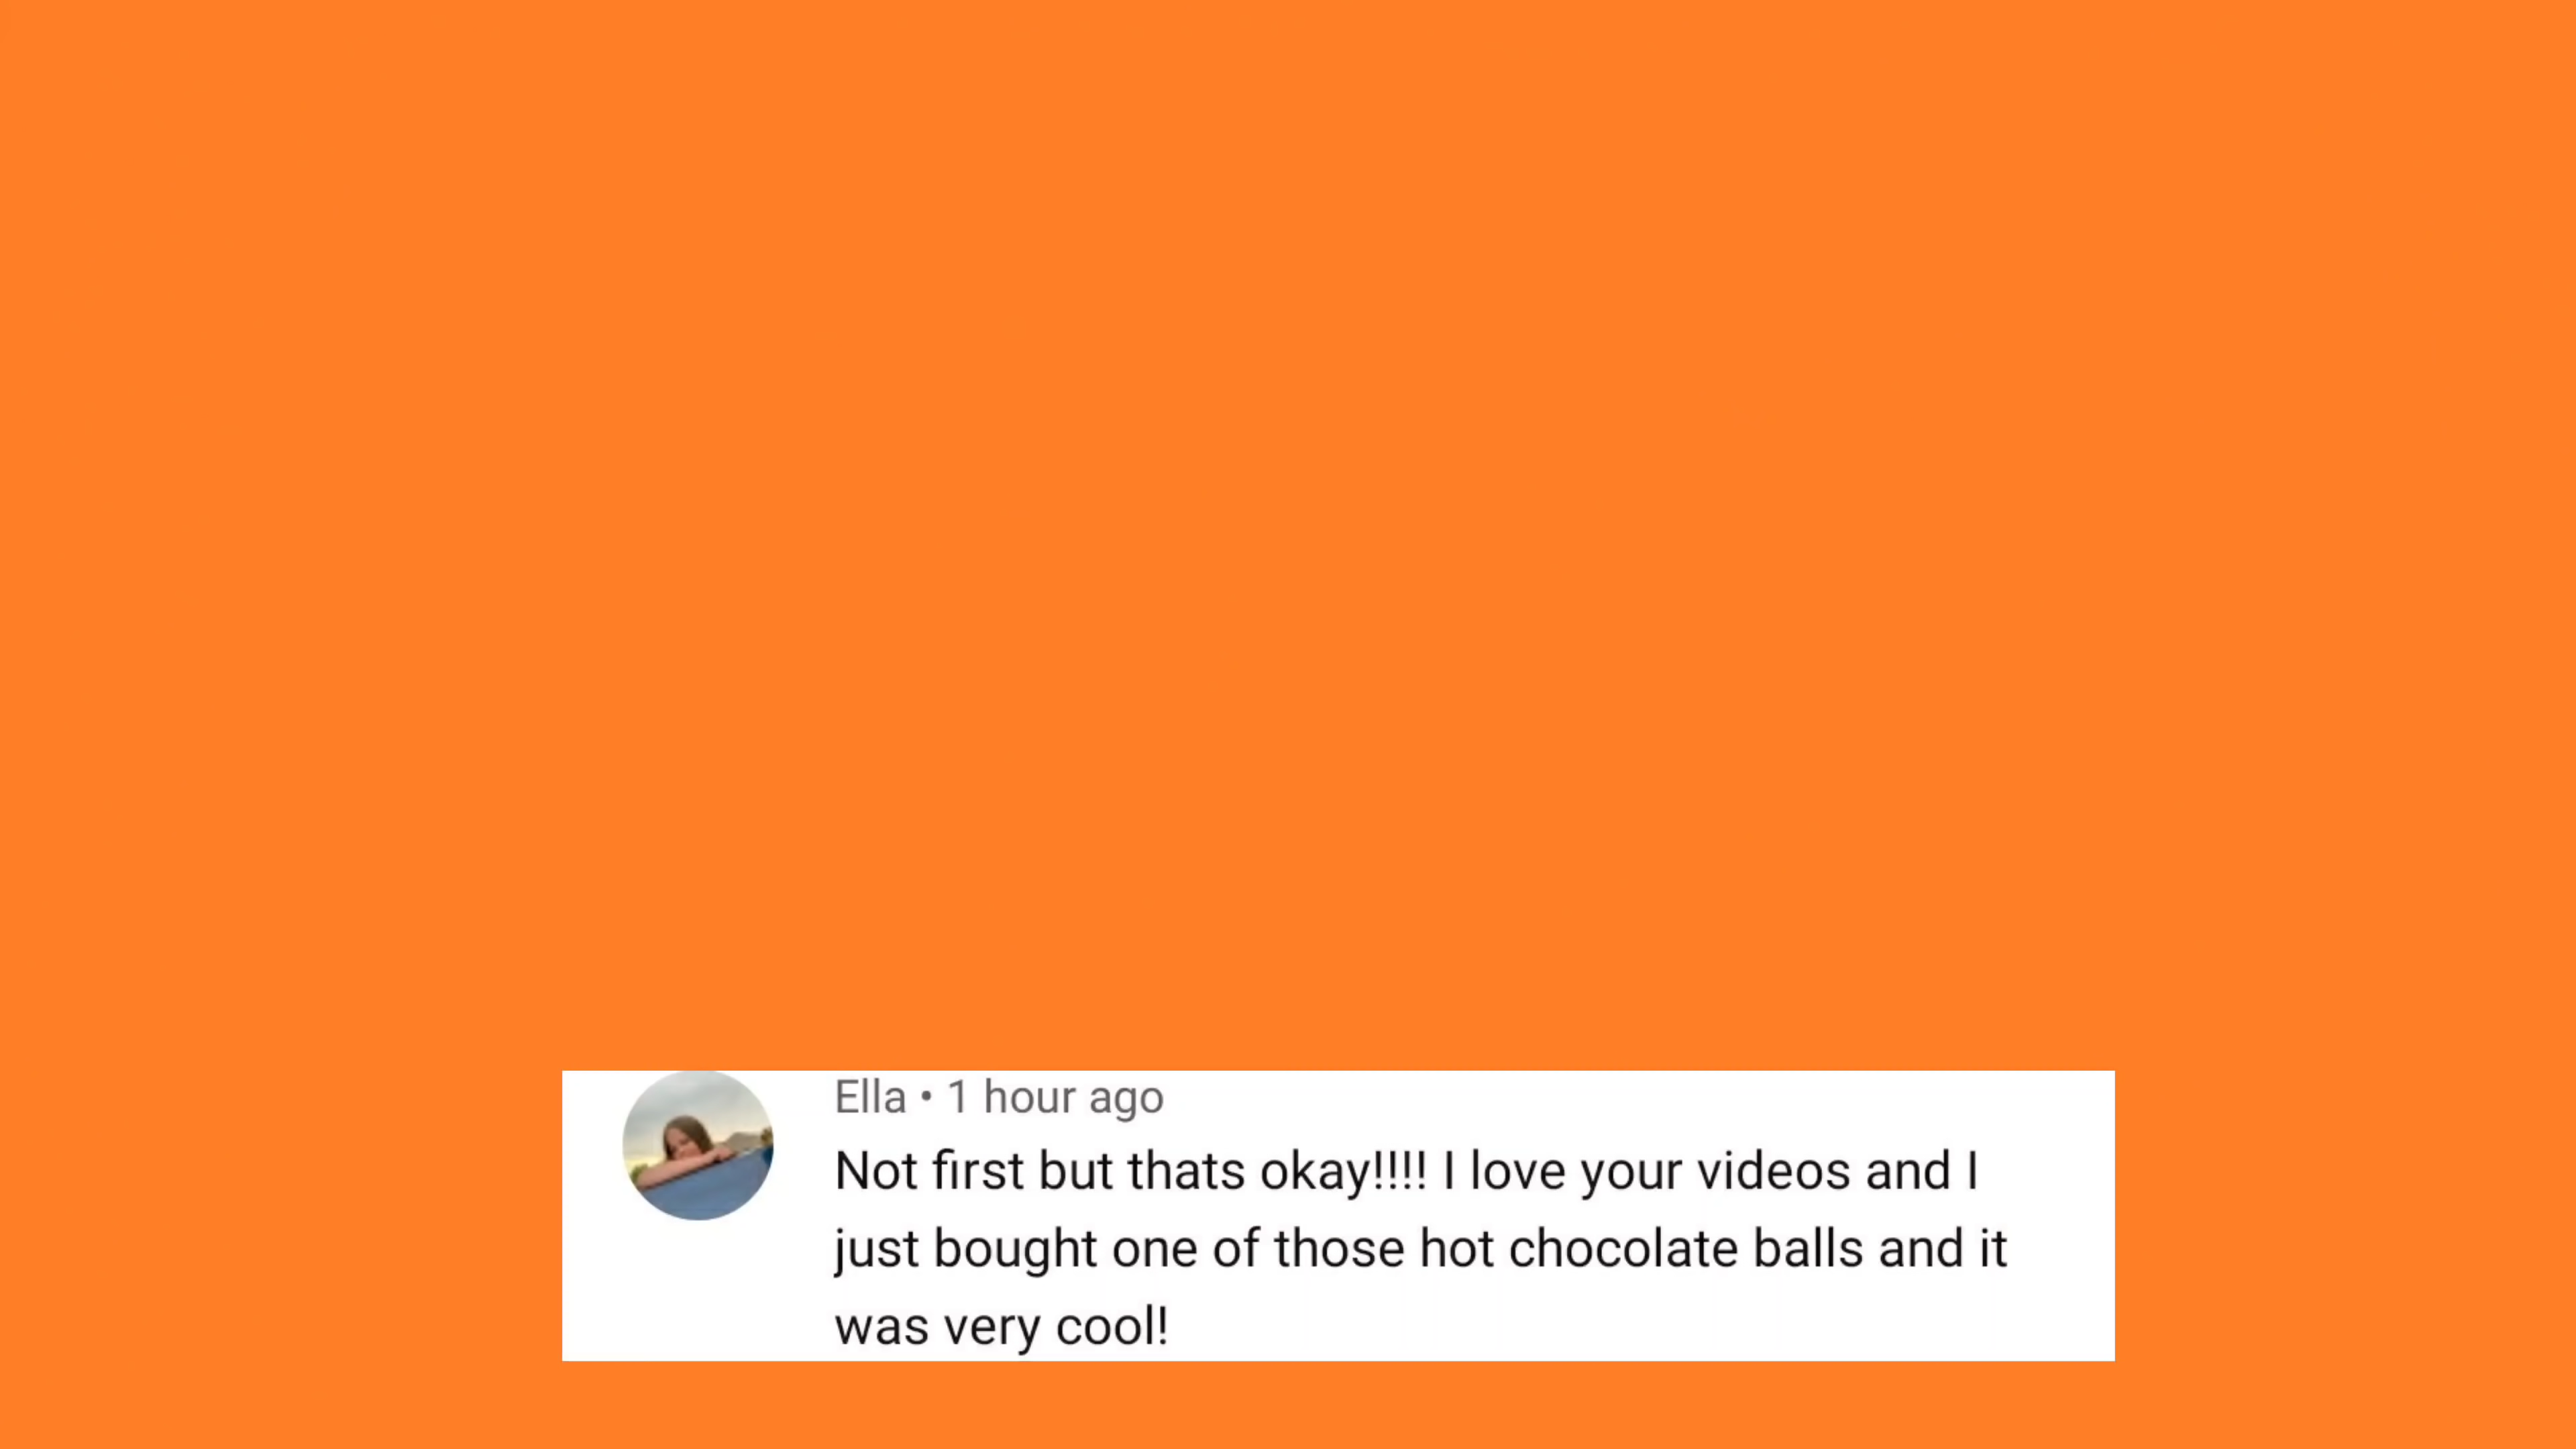 Ella • 1 hour ago
Not first but thats okay!!!! I love your videos and I
just bought one of those hot chocolate balls and it
was very cool!